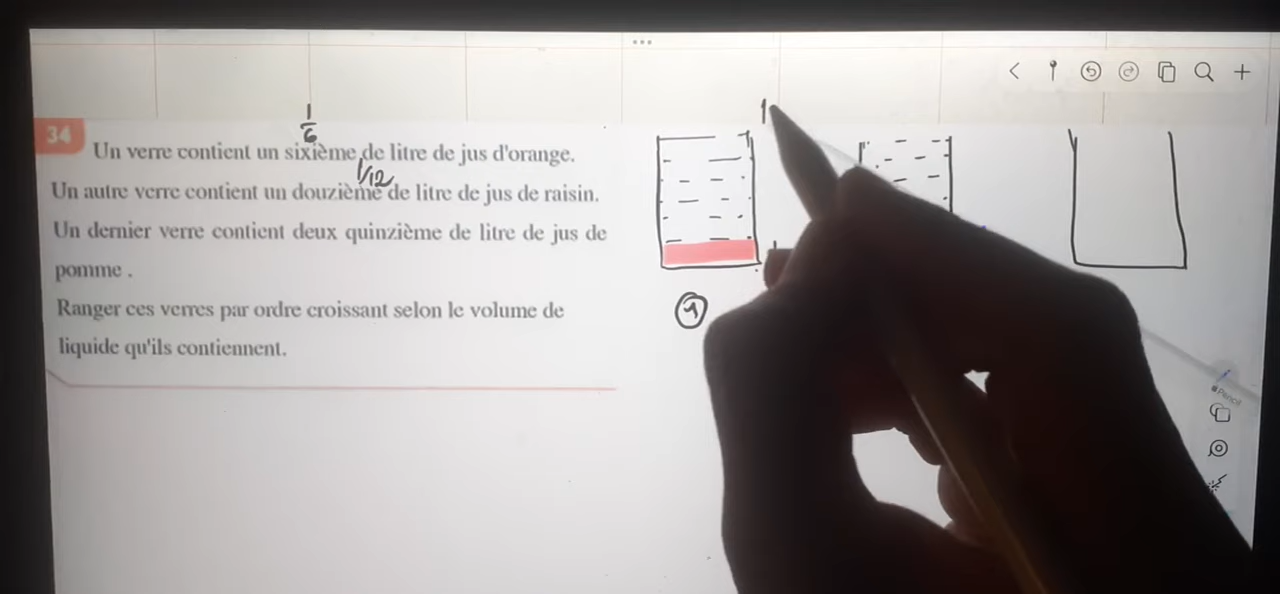 1/6
34
Un verre contient un sixième de litre de jus d'orange.
1/12
Un autre verre contient un douzième de litre de jus de raisin.
Un dernier verre contient deux quinzième de litre de jus de
pomme .
Ranger ces verres par ordre croissant selon le volume de
liquide qu'ils contiennent.
1
1
Pencil